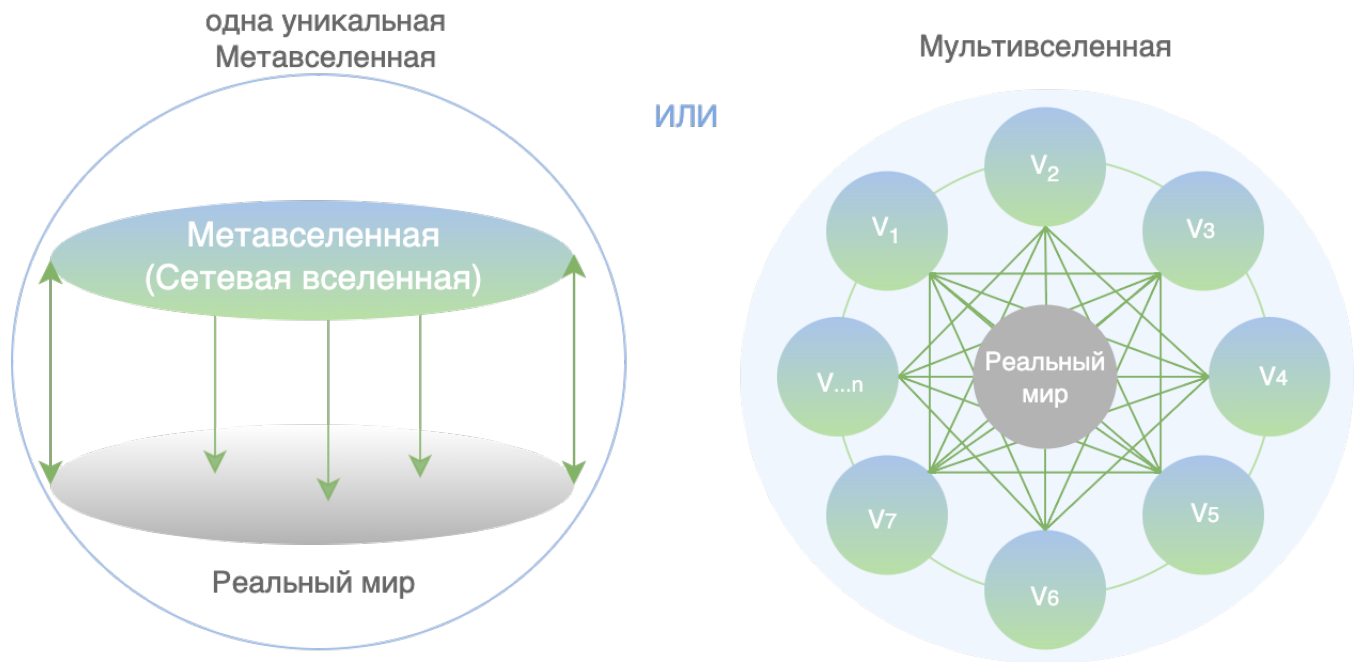 одна уникальная
Метавселенная
Метавселенная
(Сетевая вселенная)
Реальный мир
ИЛИ
Мультивселенная
V2
V1
V3
V...n
Реальный
мир
V4
V7
V5
V6